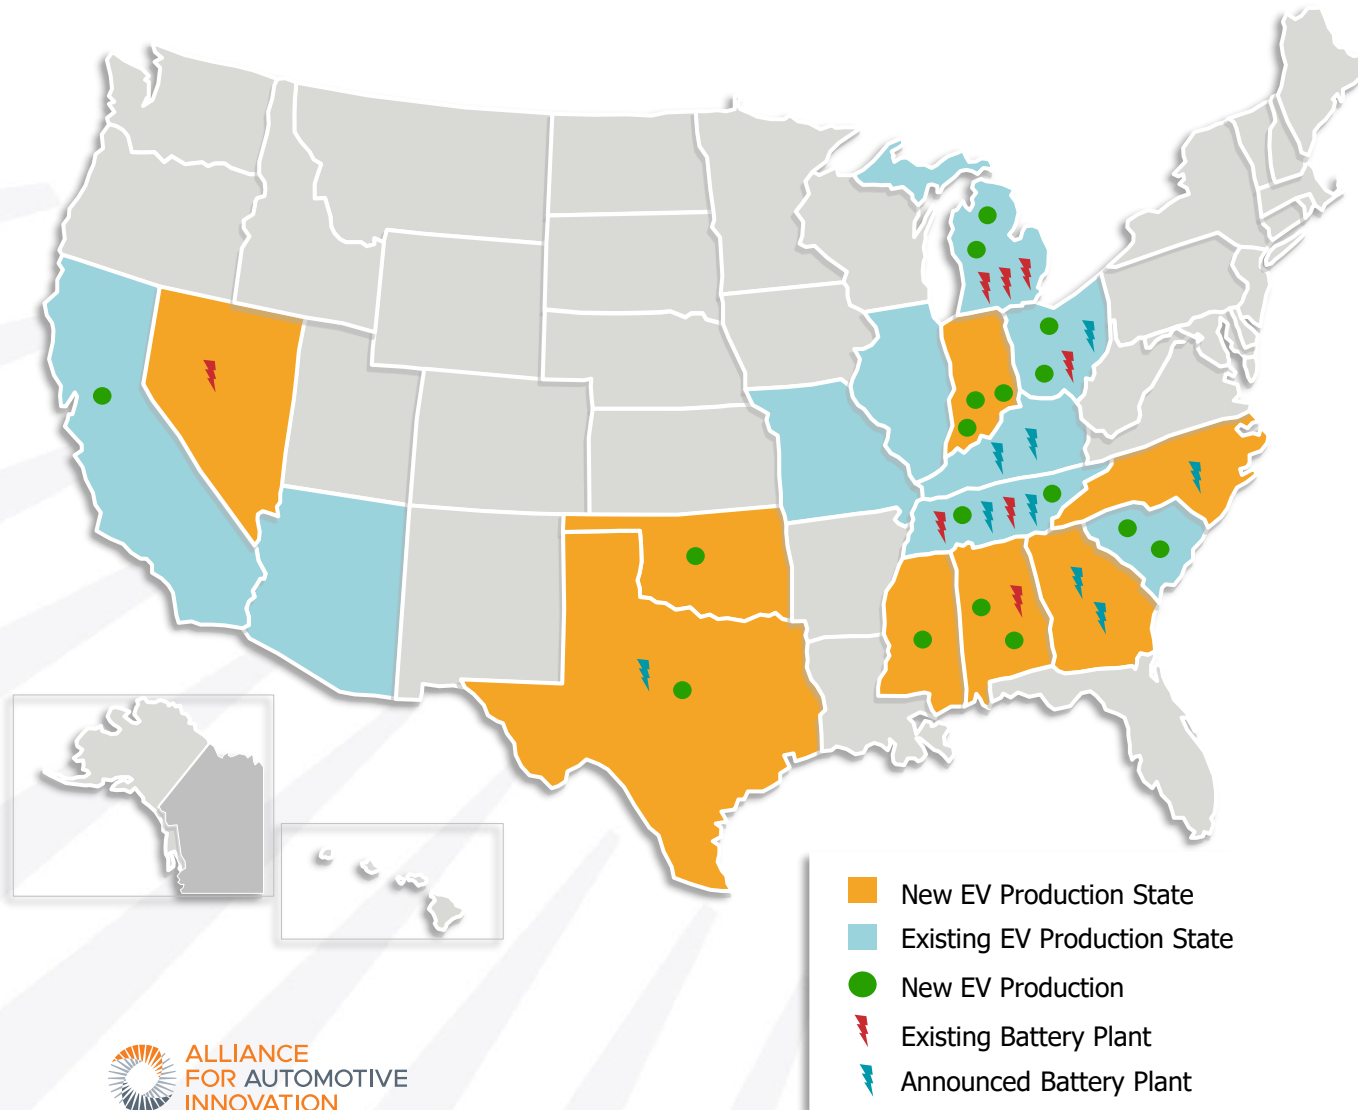 New EV Production State
Existing EV Production State
New EV Production
Existing Battery Plant
Announced Battery Plant
ALLIANCE
FOR AUTOMOTIVE
INNOVATION